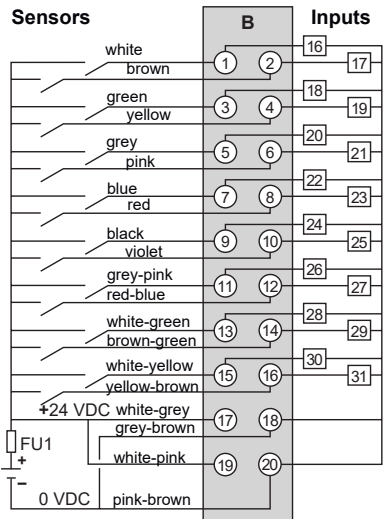 Sensors B Inputs
white 16
brown 1 2 17
green 18
yellow 3 4 19
grey 20
pink 5 6 21
blue 22
red 7 8 23
black 24
violet 9 10 25
grey-pink 26
red-blue 11 12 27
white-green 28
brown-green 13 14 29
white-yellow 30
yellow-brown 15 16 31
+24 VDC white-grey 17 18
grey-brown
FU1
white-pink 19 20
+
−
0 VDC pink-brown